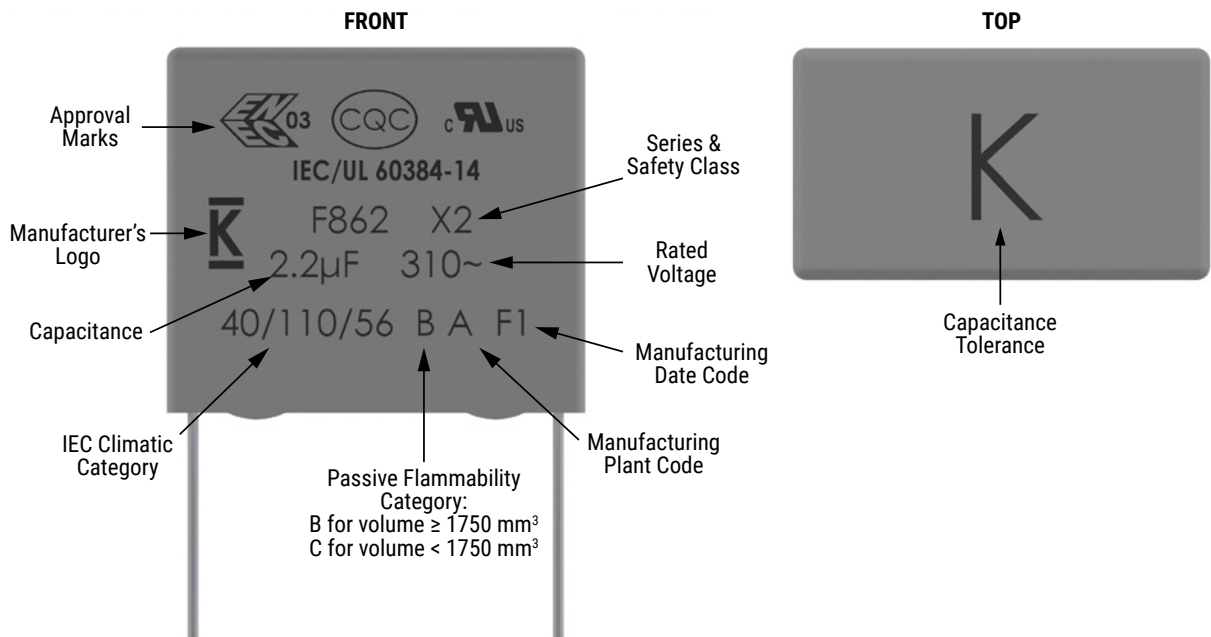 FRONT
TOP
Approval
Marks
ENEC 03 CQC c RU US
IEC/UL 60384-14
Series &
Safety Class
Manufacturer's
Logo
K
F862 X2
2.2µF 310~
Rated
Voltage
Capacitance
40/110/56 B A F1
Manufacturing
Date Code
IEC Climatic
Category
Passive Flammability
Category:
B for volume ≥ 1750 mm³
C for volume < 1750 mm³
Manufacturing
Plant Code
K
Capacitance
Tolerance